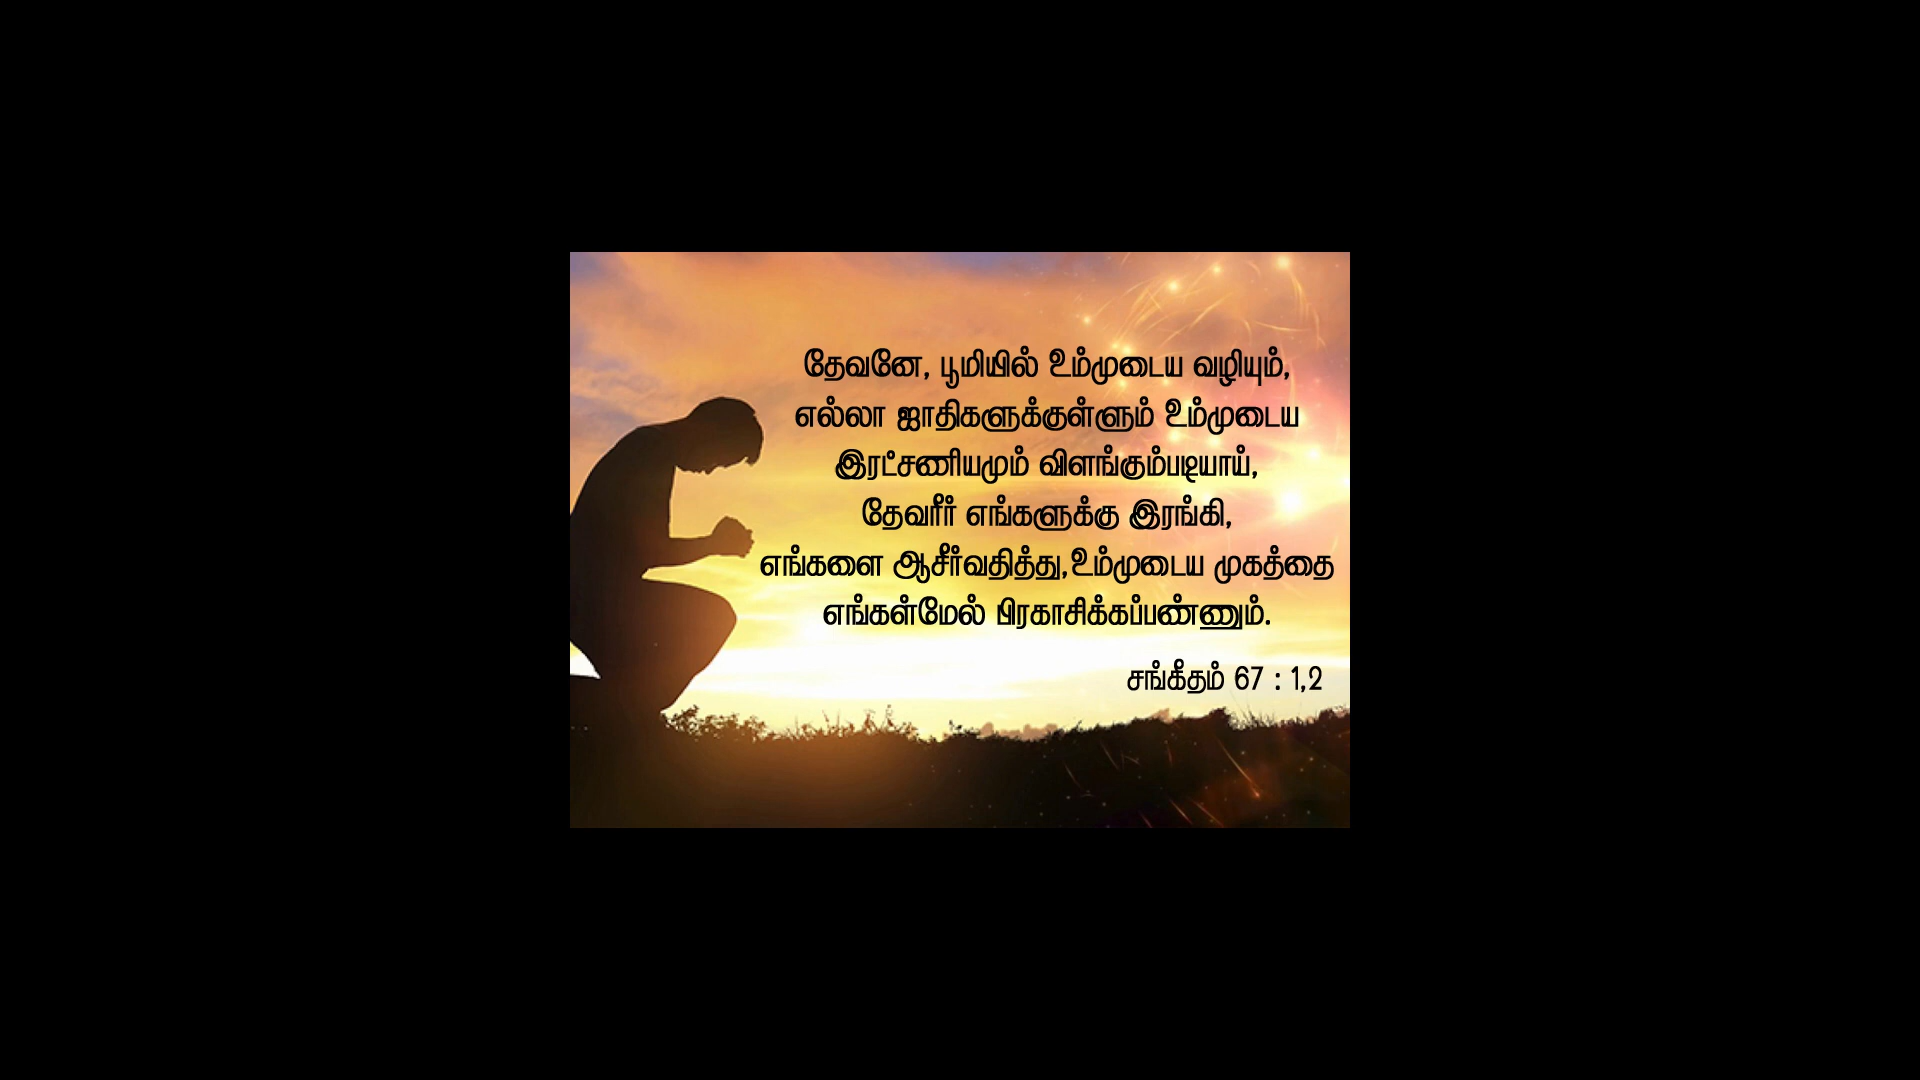 தேவனே, பூமியில் உம்முடைய வழியும்,
எல்லா ஜாதிகளுக்குள்ளும் உம்முடைய
இரட்சணியமும் விளங்கும்படியாய்,
தேவரீர் எங்களுக்கு இரங்கி,
எங்களை ஆசீர்வதித்து,உம்முடைய முகத்தை
எங்கள்மேல் பிரகாசிக்கப்பண்ணும்.
சங்கீதம் 67 : 1,2